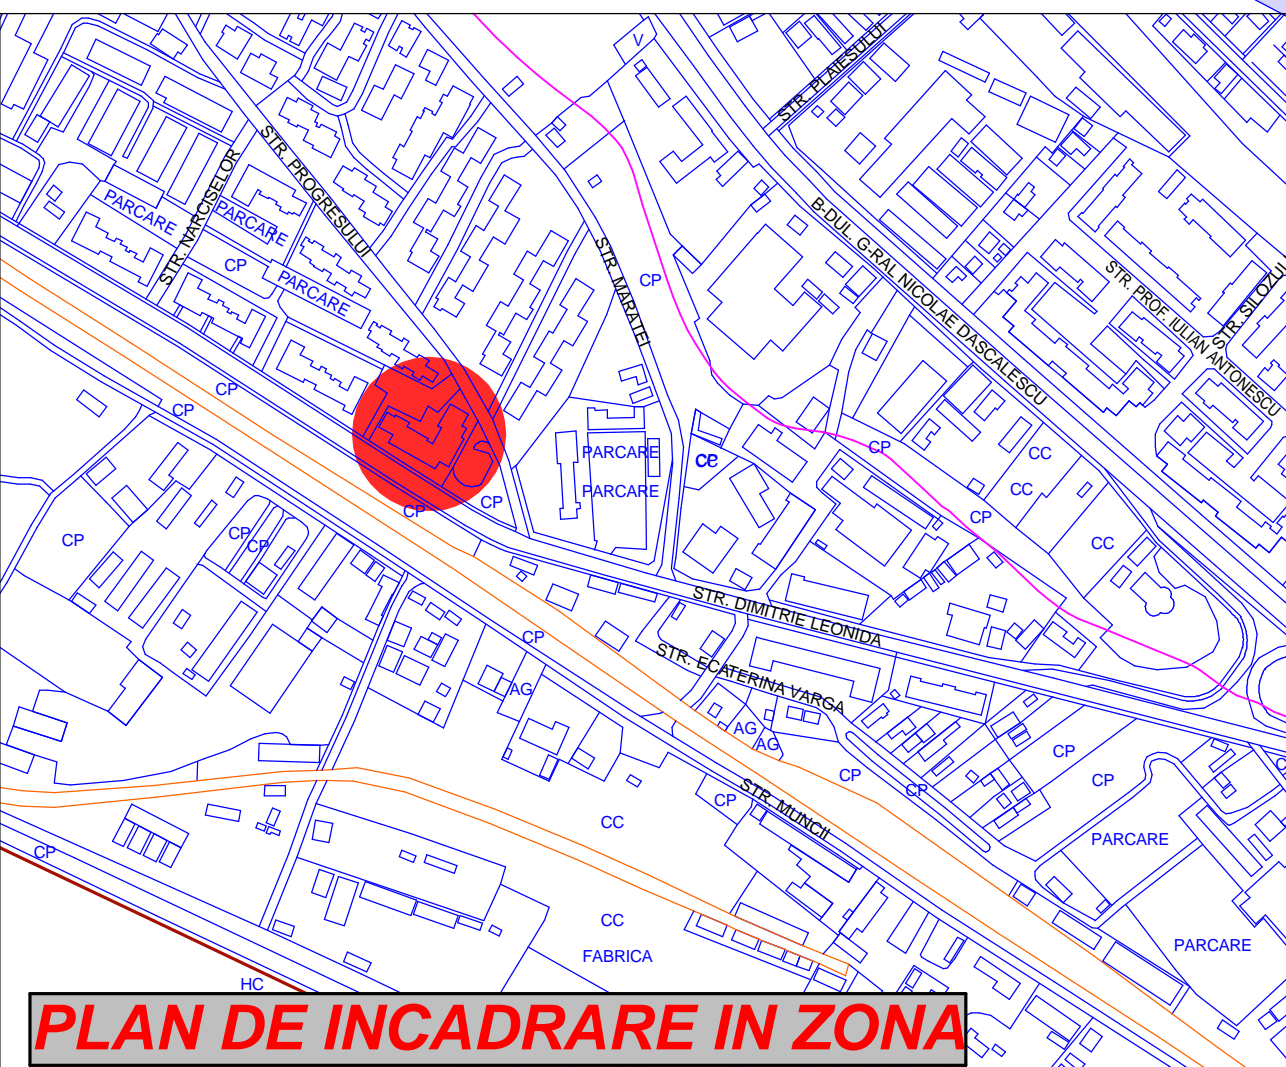 V
STR. PLAIESULUI
STR. PROGRESULUI
STR. NARCISELOR
PARCARE
PARCARE
CP
PARCARE
STR. MARATEI
CP
B-DUL. G-RAL NICOLAE DASCALESCU
STR. PROF. IULIAN ANTONESCU
STR. SILOZLUI
CP
CP
CP
CP
PARCARE
PARCARE
CP
CC
CC
CP
CC
CP
CP
CP
STR. DIMITRIE LEONIDA
STR. ECATERINA VARGA
CP
AG
AG
AG
CP
CP
CP
CP
CP
STR. MUNCII
CC
PARCARE
CP
CC
FABRICA
PARCARE
HC
PLAN DE INCADRARE IN ZONA